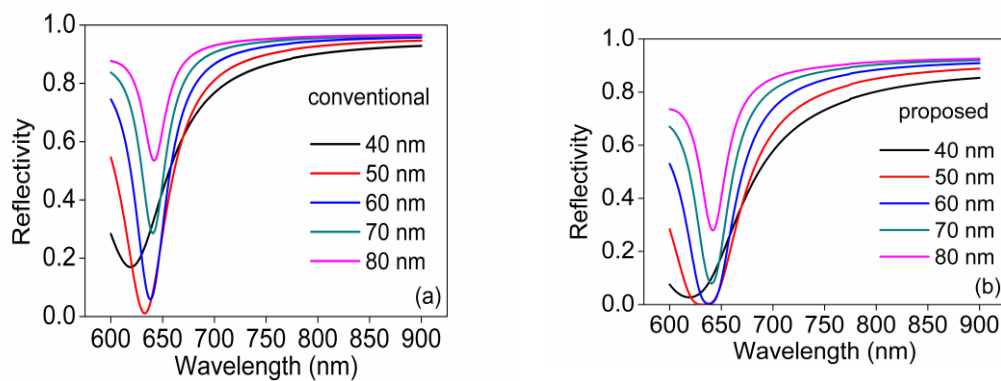 1.0
0.8
0.6
0.4
0.2
0.0
Reflectivity
conventional
40 nm
50 nm
60 nm
70 nm
80 nm
(a)
600 650 700 750 800 850 900
Wavelength (nm)
1.0
0.8
0.6
0.4
0.2
0.0
Reflectivity
proposed
40 nm
50 nm
60 nm
70 nm
80 nm
(b)
600 650 700 750 800 850 900
Wavelength (nm)